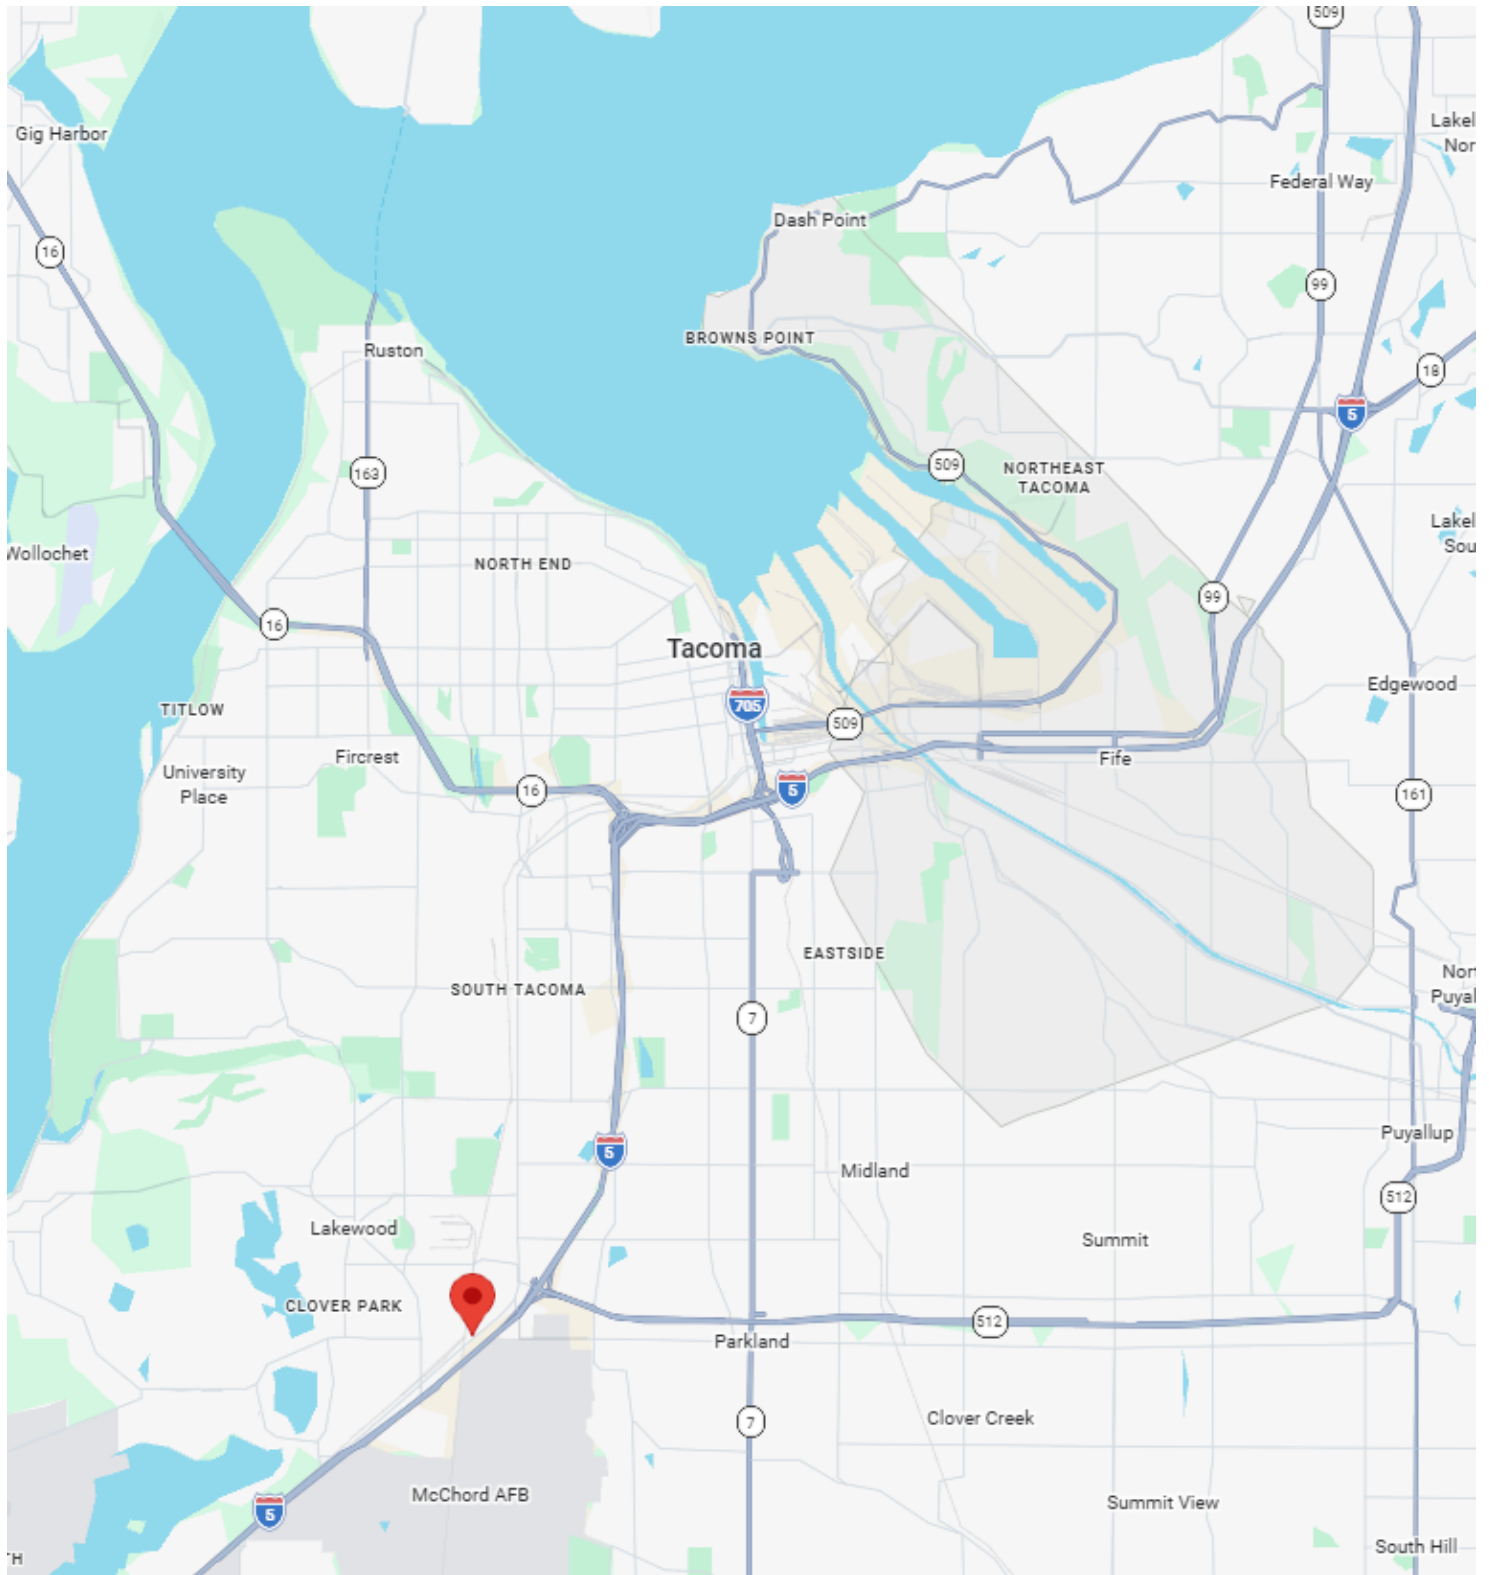 509
Gig Harbor
Lakel
Nor
Federal Way
Dash Point
16
99
BROWNS POINT
Ruston
18
5
163
509
NORTHEAST
TACOMA
Lakel
Sou
Wollochet
NORTH END
99
16
Tacoma
Edgewood
TITLOW
705
509
Fircrest
Fife
University
Place
16
5
161
EASTSIDE
Nort
Puyal
SOUTH TACOMA
7
Puyallup
5
Midland
512
Lakewood
Summit
CLOVER PARK
512
Parkland
Clover Creek
7
McChord AFB
Summit View
5
South Hill
TH